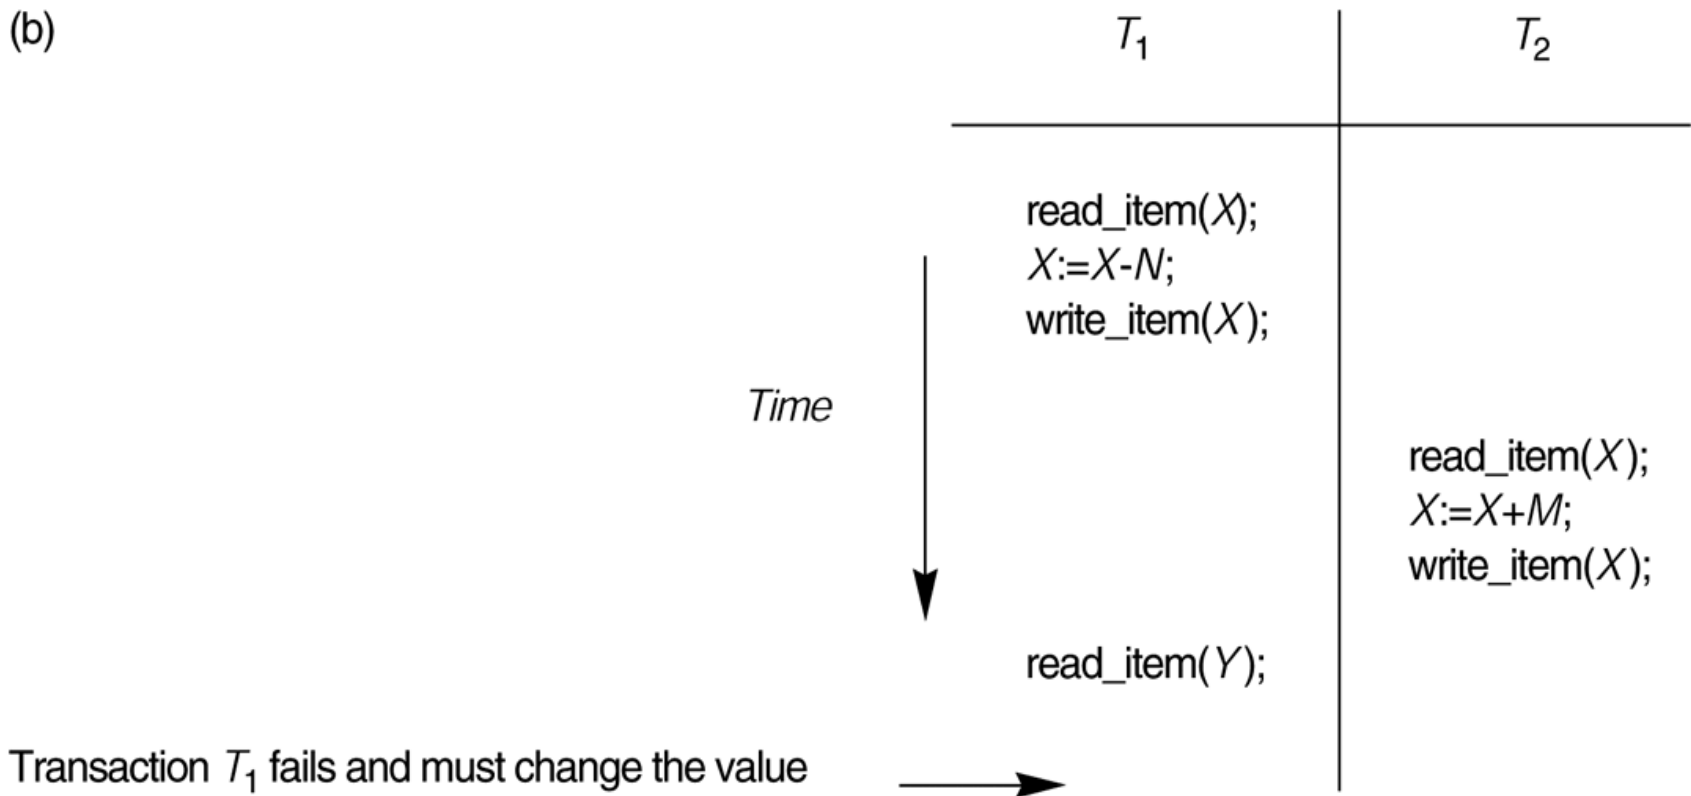 (b)
T1 T2
read_item(X);
X:=X-N;
write_item(X);
Time
read_item(X);
X:=X+M;
write_item(X);
read_item(Y);
Transaction T1 fails and must change the value